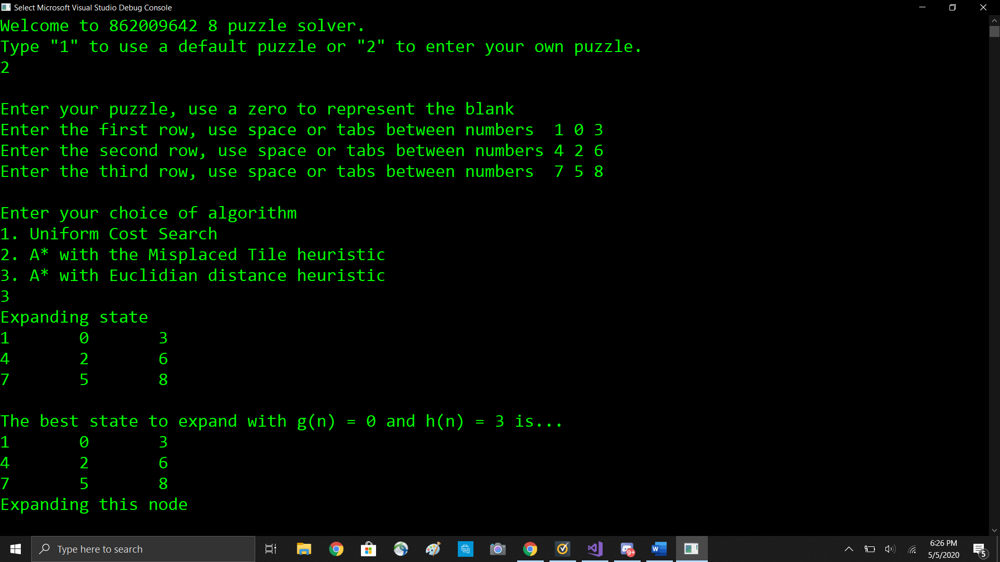 Select Microsoft Visual Studio Debug Console
Welcome to 862009642 8 puzzle solver.
Type "1" to use a default puzzle or "2" to enter your own puzzle.
2
Enter your puzzle, use a zero to represent the blank
Enter the first row, use space or tabs between numbers  1 0 3
Enter the second row, use space or tabs between numbers 4 2 6
Enter the third row, use space or tabs between numbers  7 5 8
Enter your choice of algorithm
1. Uniform Cost Search
2. A* with the Misplaced Tile heuristic
3. A* with Euclidian distance heuristic
3
Expanding state
1 0 3
4 2 6
7 5 8
The best state to expand with g(n) = 0 and h(n) = 3 is...
1 0 3
4 2 6
7 5 8
Expanding this node
Type here to search
9+
W
6:26 PM
5/5/2020
5